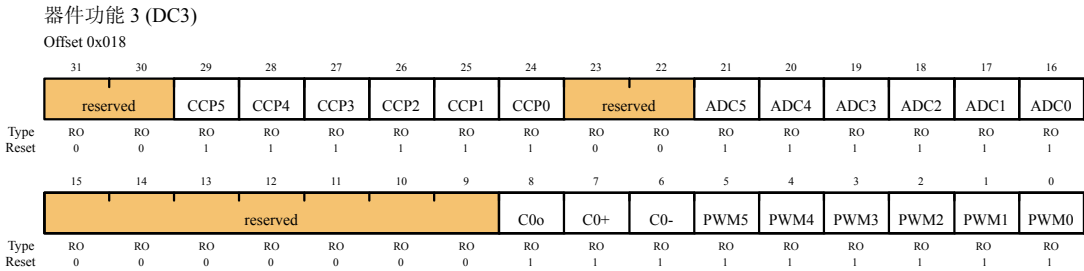 器件功能 3 (DC3)
Offset 0x018
31 30 29 28 27 26 25 24 23 22 21 20 19 18 17 16
reserved CCP5 CCP4 CCP3 CCP2 CCP1 CCP0 reserved ADC5 ADC4 ADC3 ADC2 ADC1 ADC0
Type RO RO RO RO RO RO RO RO RO RO RO RO RO RO RO RO
Reset 0 0 1 1 1 1 1 1 0 0 1 1 1 1 1 1
15 14 13 12 11 10 9 8 7 6 5 4 3 2 1 0
reserved C0o C0+ C0- PWM5 PWM4 PWM3 PWM2 PWM1 PWM0
Type RO RO RO RO RO RO RO RO RO RO RO RO RO RO RO RO
Reset 0 0 0 0 0 0 0 1 1 1 1 1 1 1 1 1